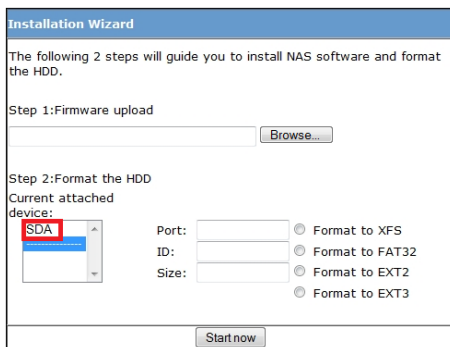 Installation Wizard
The following 2 steps will guide you to install NAS software and format
the HDD.
Step 1:Firmware upload
Browse...
Step 2:Format the HDD
Current attached
device:
SDA
---------------
Port:
ID:
Size:
Format to XFS
Format to FAT32
Format to EXT2
Format to EXT3
Start now